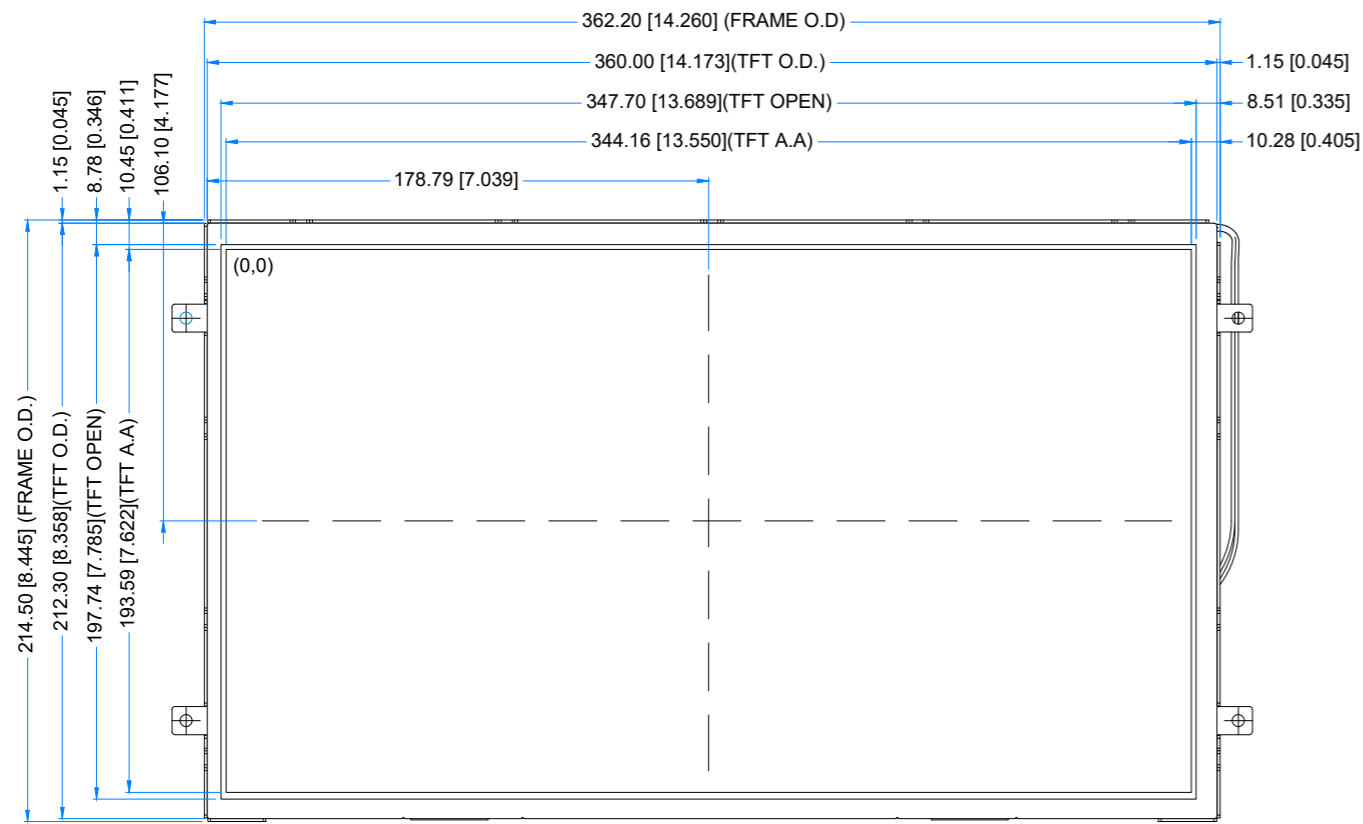 362.20 [14.260] (FRAME O.D)
360.00 [14.173](TFT O.D.)
1.15 [0.045]
347.70 [13.689](TFT OPEN)
8.51 [0.335]
344.16 [13.550](TFT A.A)
10.28 [0.405]
178.79 [7.039]
1.15 [0.045]
8.78 [0.346]
10.45 [0.411]
106.10 [4.177]
(0,0)
214.50 [8.445] (FRAME O.D.)
212.30 [8.358](TFT O.D.)
197.74 [7.785](TFT OPEN)
193.59 [7.622](TFT A.A)